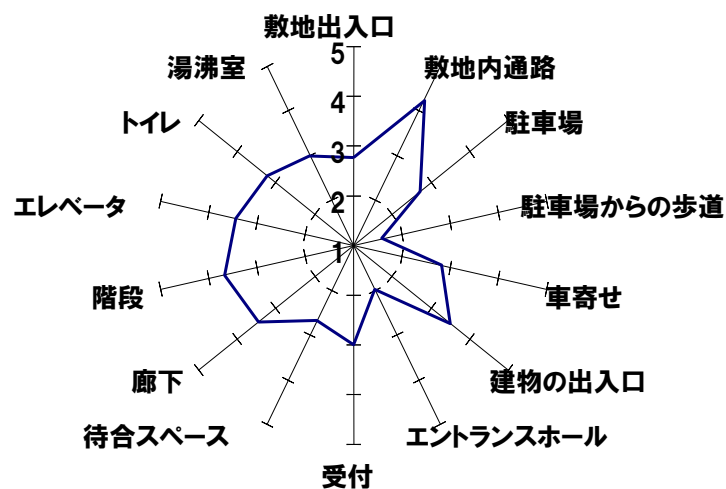 敷地出入口
5
4
3
2
1
敷地内通路
駐車場
駐車場からの歩道
車寄せ
建物の出入口
エントランスホール
受付
待合スペース
廊下
階段
エレベータ
トイレ
湯沸室